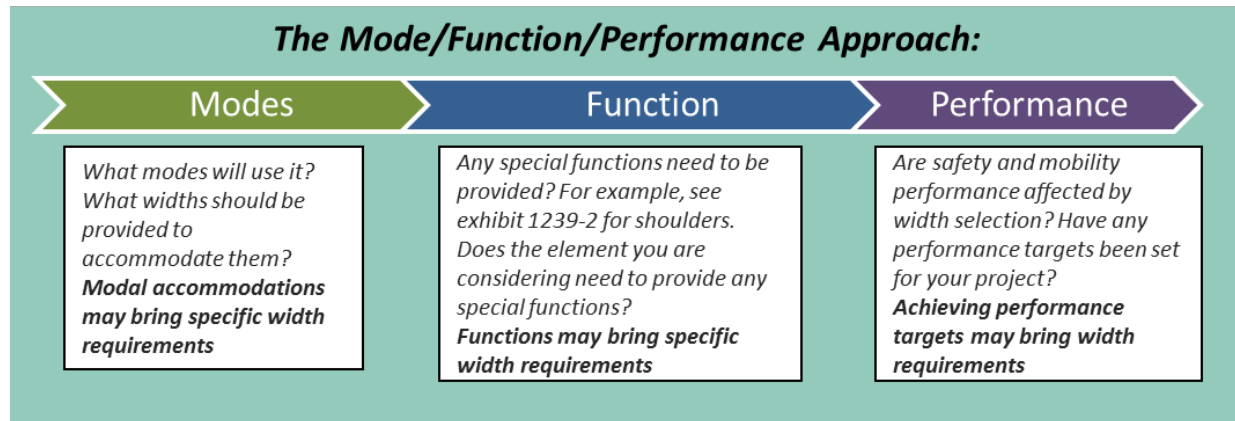 The Mode/Function/Performance Approach:
Modes
Function
Performance
What modes will use it?
What widths should be
provided to
accommodate them?
Modal accommodations
may bring specific width
requirements
Any special functions need to be
provided? For example, see
exhibit 1239-2 for shoulders.
Does the element you are
considering need to provide any
special functions?
Functions may bring specific
width requirements
Are safety and mobility
performance affected by
width selection? Have any
performance targets been set
for your project?
Achieving performance
targets may bring width
requirements